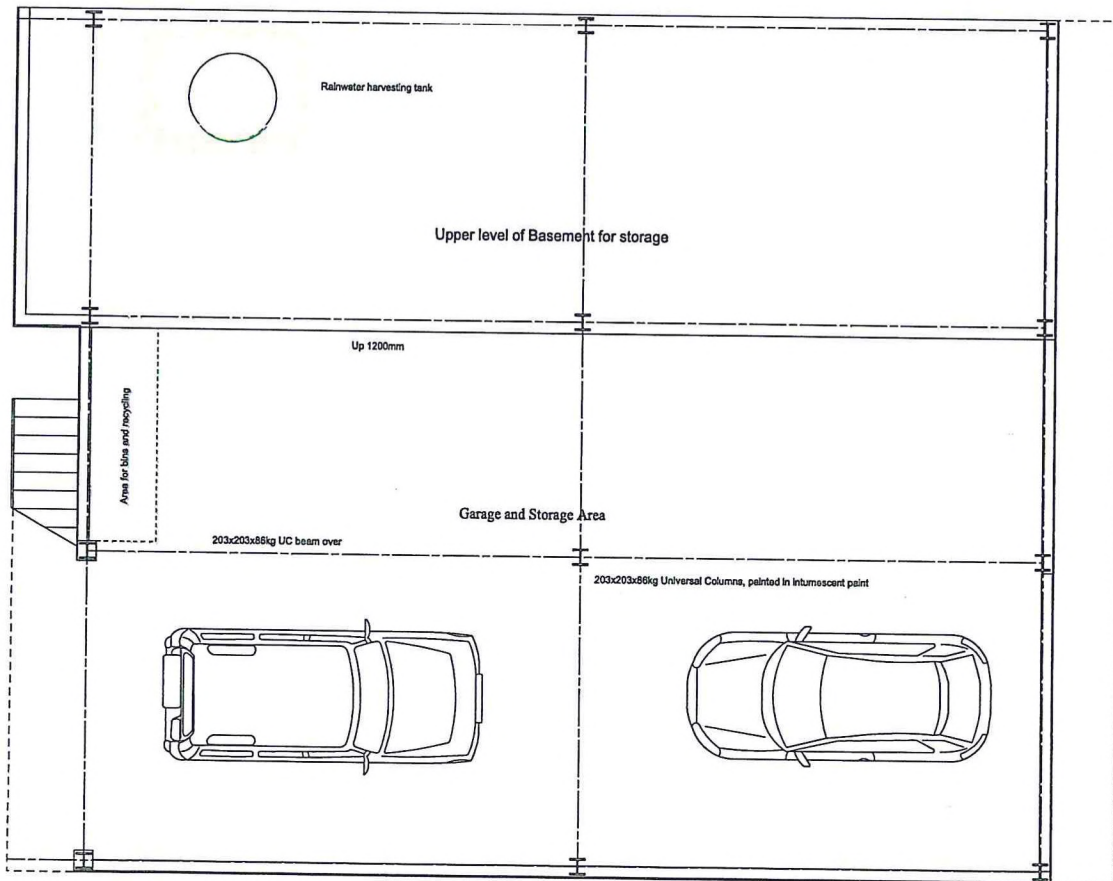 Rainwater harvesting tank
Upper level of Basement for storage
Up 1200mm
Area for bins and recycling
Garage and Storage Area
203x203x86kg UC beam over
203x203x86kg Universal Columns, painted in intumescent paint